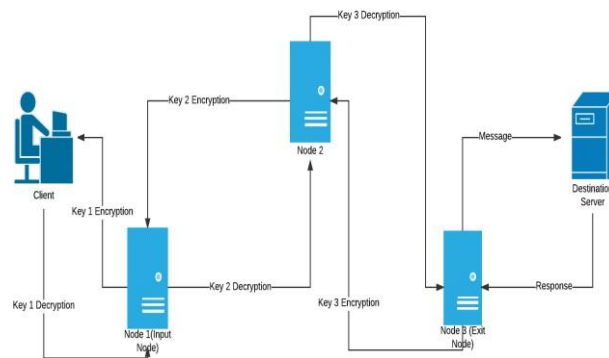 Key 3 Decryption
Key 2 Encryption
Message
Node 2
Client
Destination
Server
Key 1 Encryption
Key 2 Decryption
Response
Key 1 Decryption
Key 3 Encryption
Node 1(Input
Node)
Node 3 (Exit
Node)